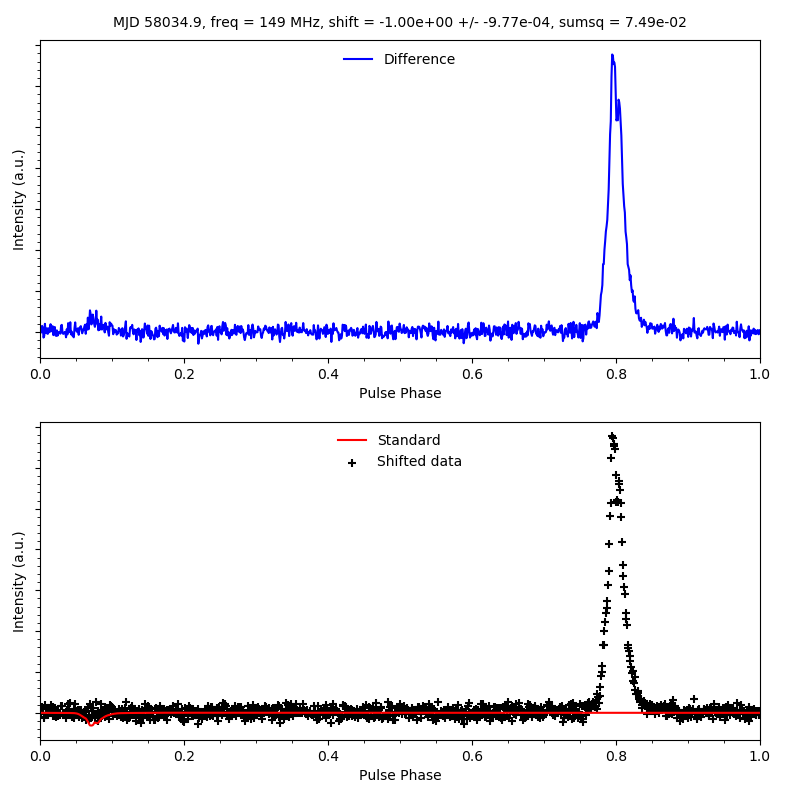 MJD 58034.9, freq = 149 MHz, shift = -1.00e+00 +/- -9.77e-04, sumsq = 7.49e-02
Difference
Intensity (a.u.)
0.0 0.2 0.4 0.6 0.8 1.0
Pulse Phase
Standard
Shifted data
Intensity (a.u.)
0.0 0.2 0.4 0.6 0.8 1.0
Pulse Phase